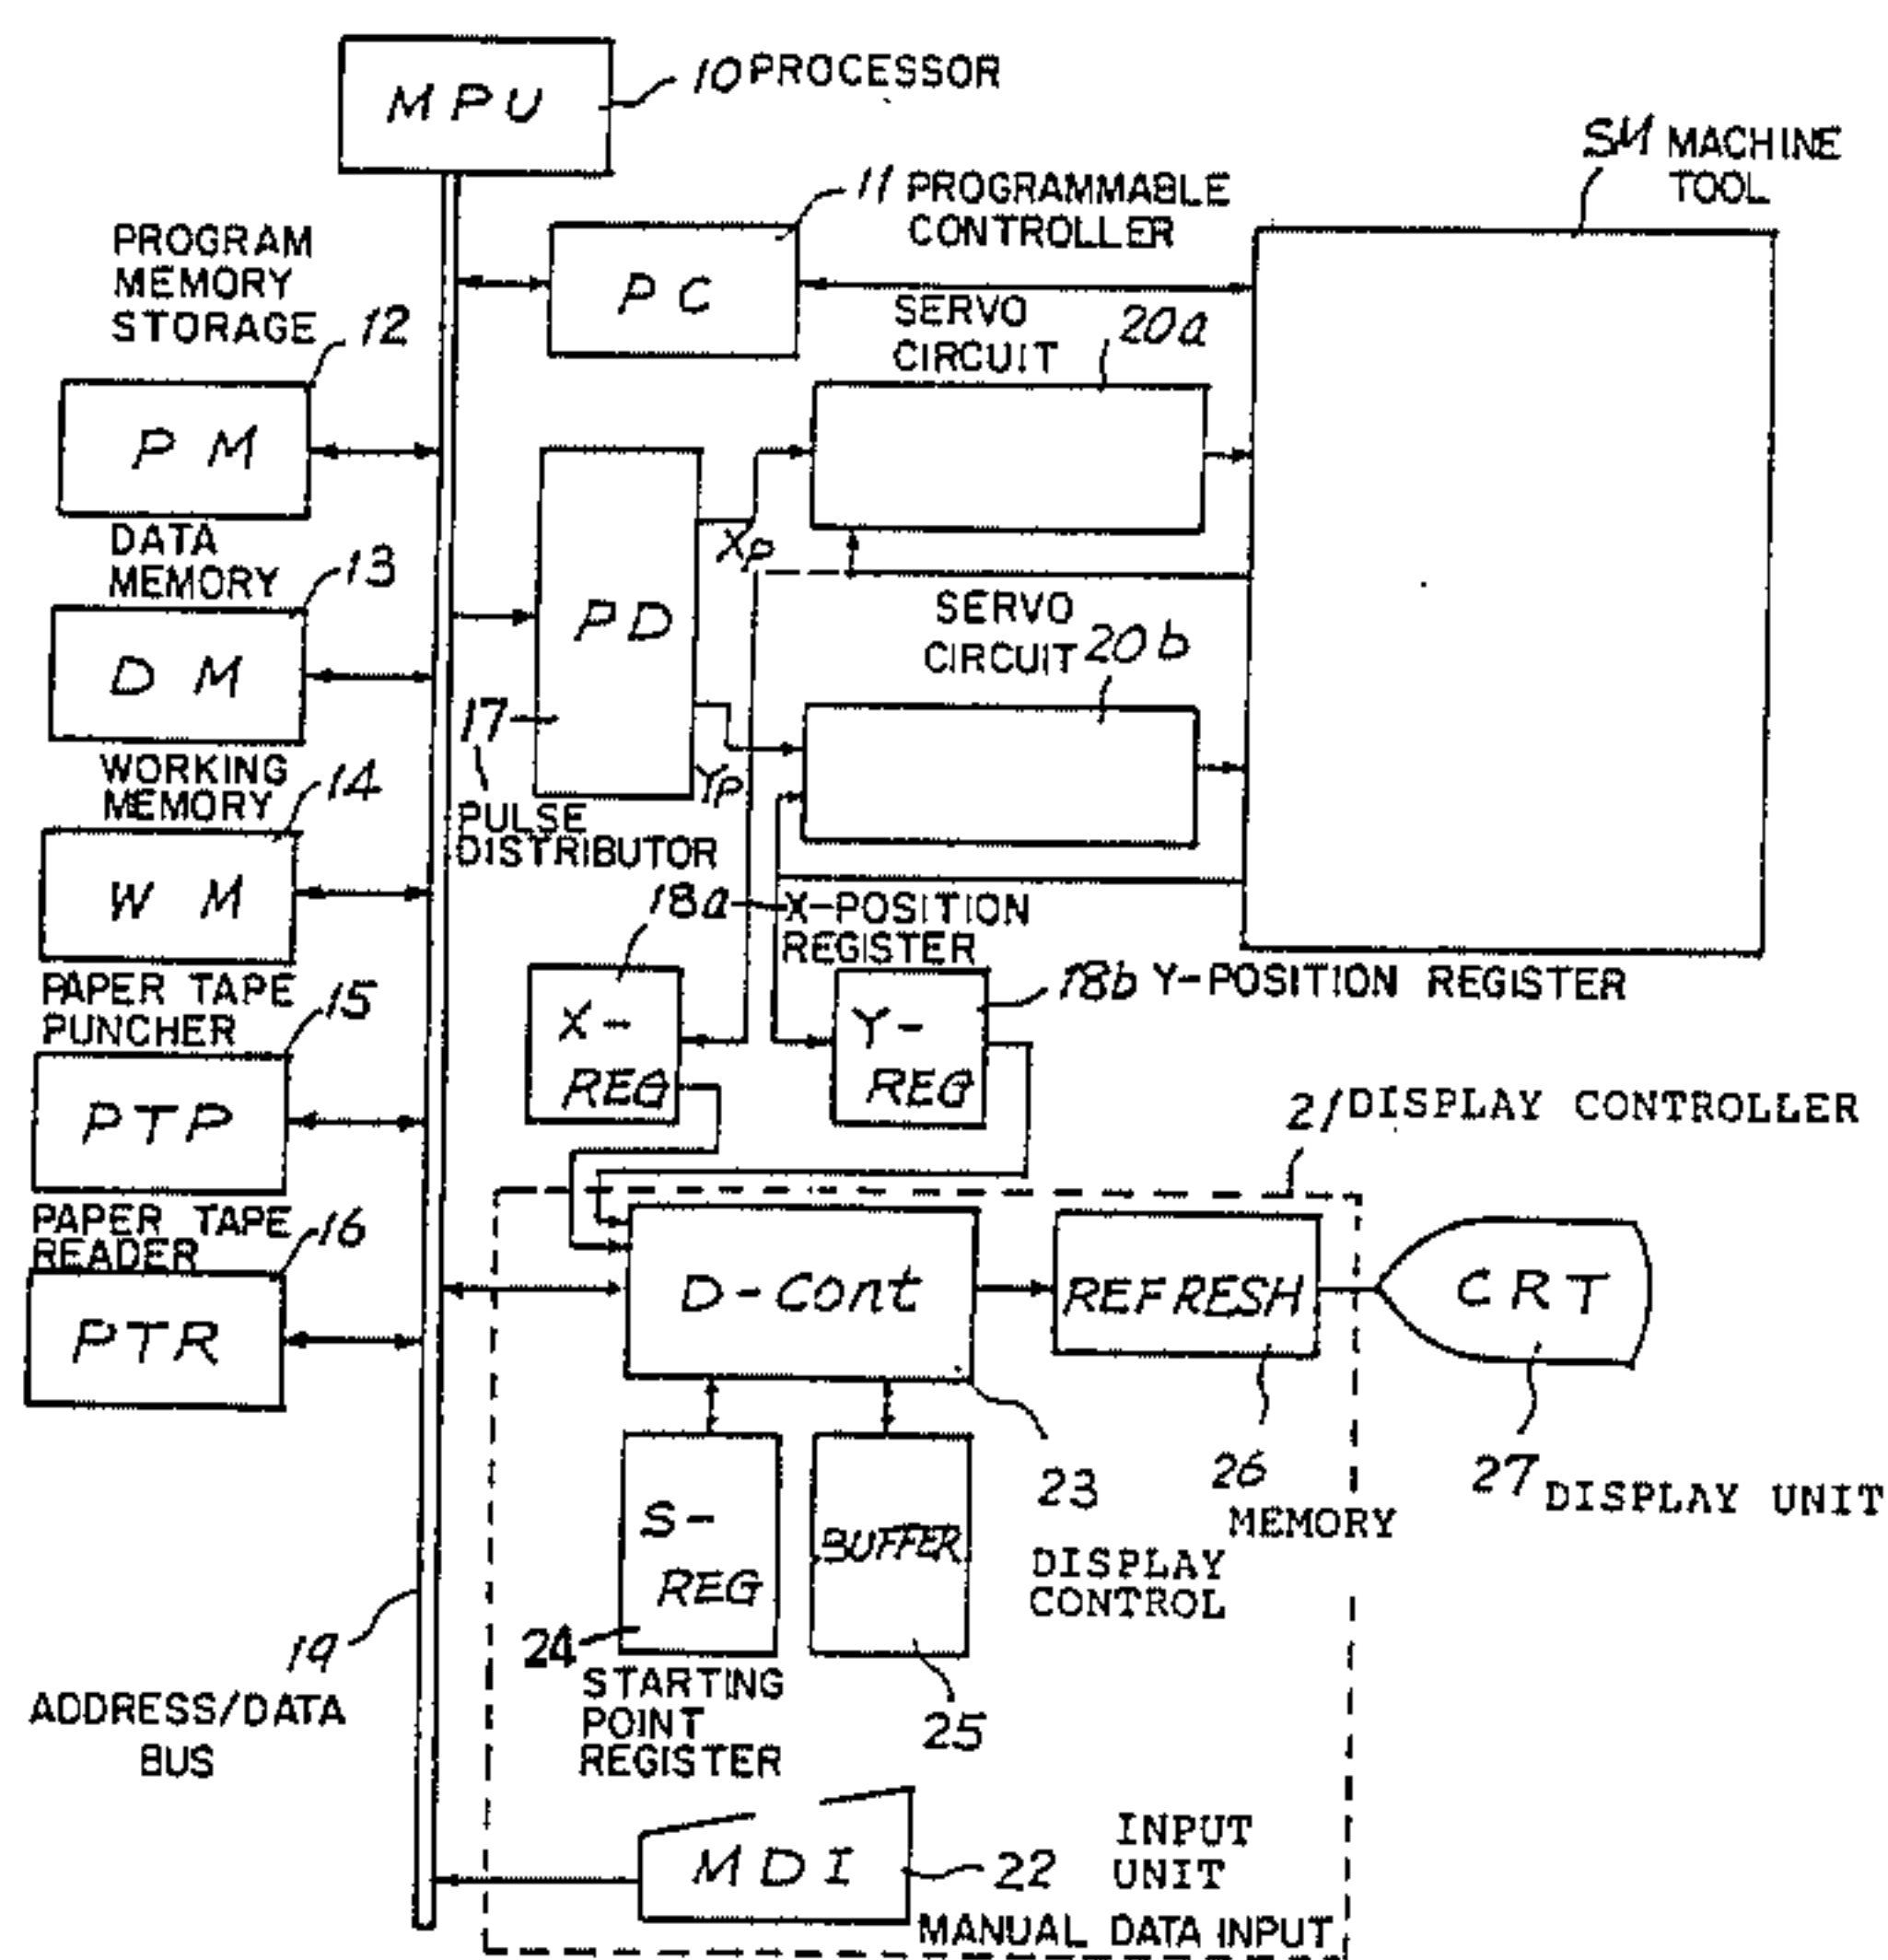 MPU
10 PROCESSOR
SM MACHINE
TOOL
11 PROGRAMMABLE
CONTROLLER
PC
PROGRAM
MEMORY
STORAGE 12
PM
SERVO
CIRCUIT 20a
DATA
MEMORY 13
DM
XP
PD
SERVO
CIRCUIT 20b
17
YP
PULSE
DISTRIBUTOR
WORKING
MEMORY 14
WM
18a X-POSITION
REGISTER
X-
REG
Y-
REG
18b Y-POSITION REGISTER
PAPER TAPE
PUNCHER 15
PTP
21 DISPLAY CONTROLLER
PAPER TAPE
READER 16
PTR
D-Cont
REFRESH
CRT
23
DISPLAY
CONTROL
26
MEMORY
27 DISPLAY UNIT
S-
REG
BUFFER
24
STARTING
POINT
REGISTER
25
19
ADDRESS/DATA
BUS
MDI
22 INPUT
UNIT
MANUAL DATA INPUT